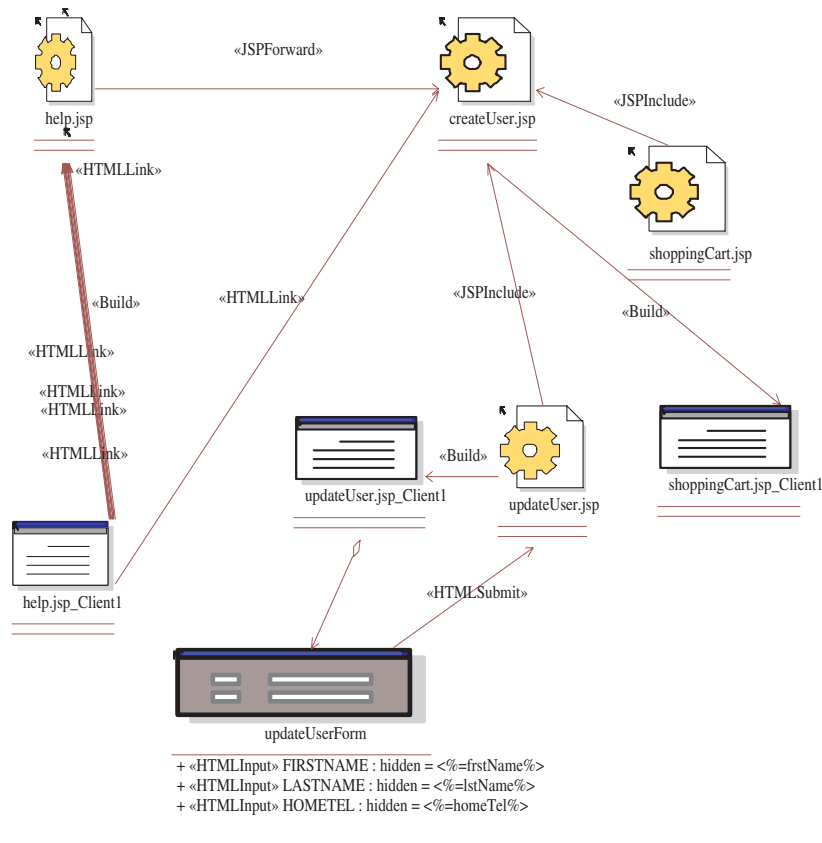 «JSPForward»
help.jsp
createUser.jsp
«JSPInclude»
«HTMLLink»
shoppingCart.jsp
«Build»
«HTMLLink»
«JSPInclude»
«Build»
«HTMLLink»
«HTMLLink»
«HTMLLink»
«HTMLLink»
«Build»
updateUser.jsp_Client1
updateUser.jsp
shoppingCart.jsp_Client1
help.jsp_Client1
«HTMLSubmit»
updateUserForm
+ «HTMLInput» FIRSTNAME : hidden = <%=frstName%>
+ «HTMLInput» LASTNAME : hidden = <%=lstName%>
+ «HTMLInput» HOMETEL : hidden = <%=homeTel%>